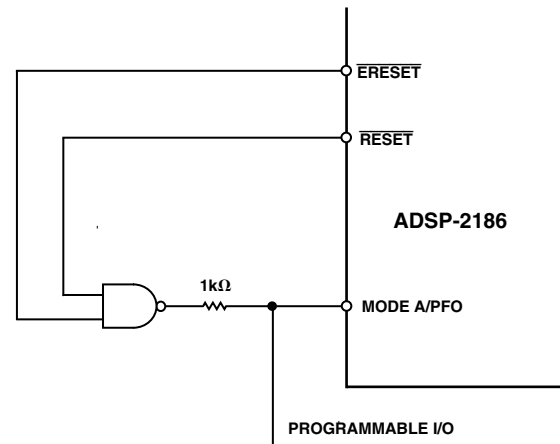 ERESET
RESET
ADSP-2186
1kΩ
MODE A/PFO
PROGRAMMABLE I/O